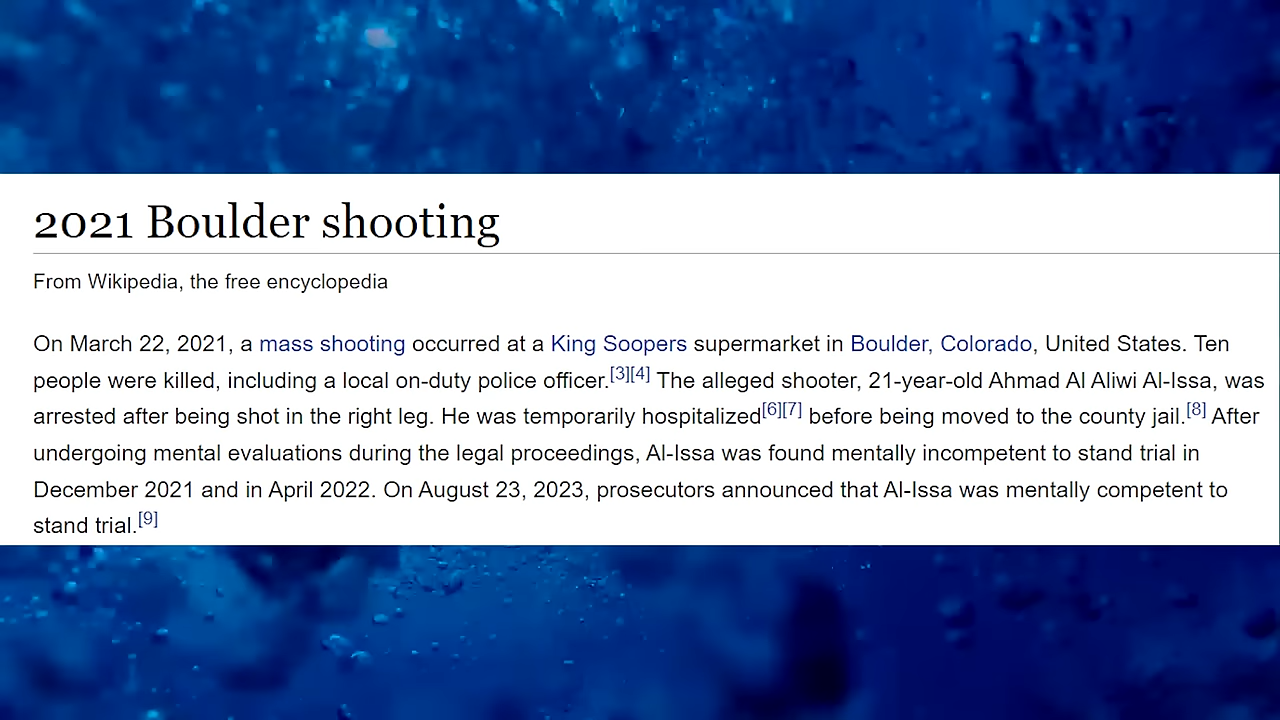 2021 Boulder shooting
From Wikipedia, the free encyclopedia
On March 22, 2021, a mass shooting occurred at a King Soopers supermarket in Boulder, Colorado, United States. Ten
people were killed, including a local on-duty police officer.[3][4] The alleged shooter, 21-year-old Ahmad Al Aliwi Al-Issa, was
arrested after being shot in the right leg. He was temporarily hospitalized[6][7] before being moved to the county jail.[8] After
undergoing mental evaluations during the legal proceedings, Al-Issa was found mentally incompetent to stand trial in
December 2021 and in April 2022. On August 23, 2023, prosecutors announced that Al-Issa was mentally competent to
stand trial.[9]